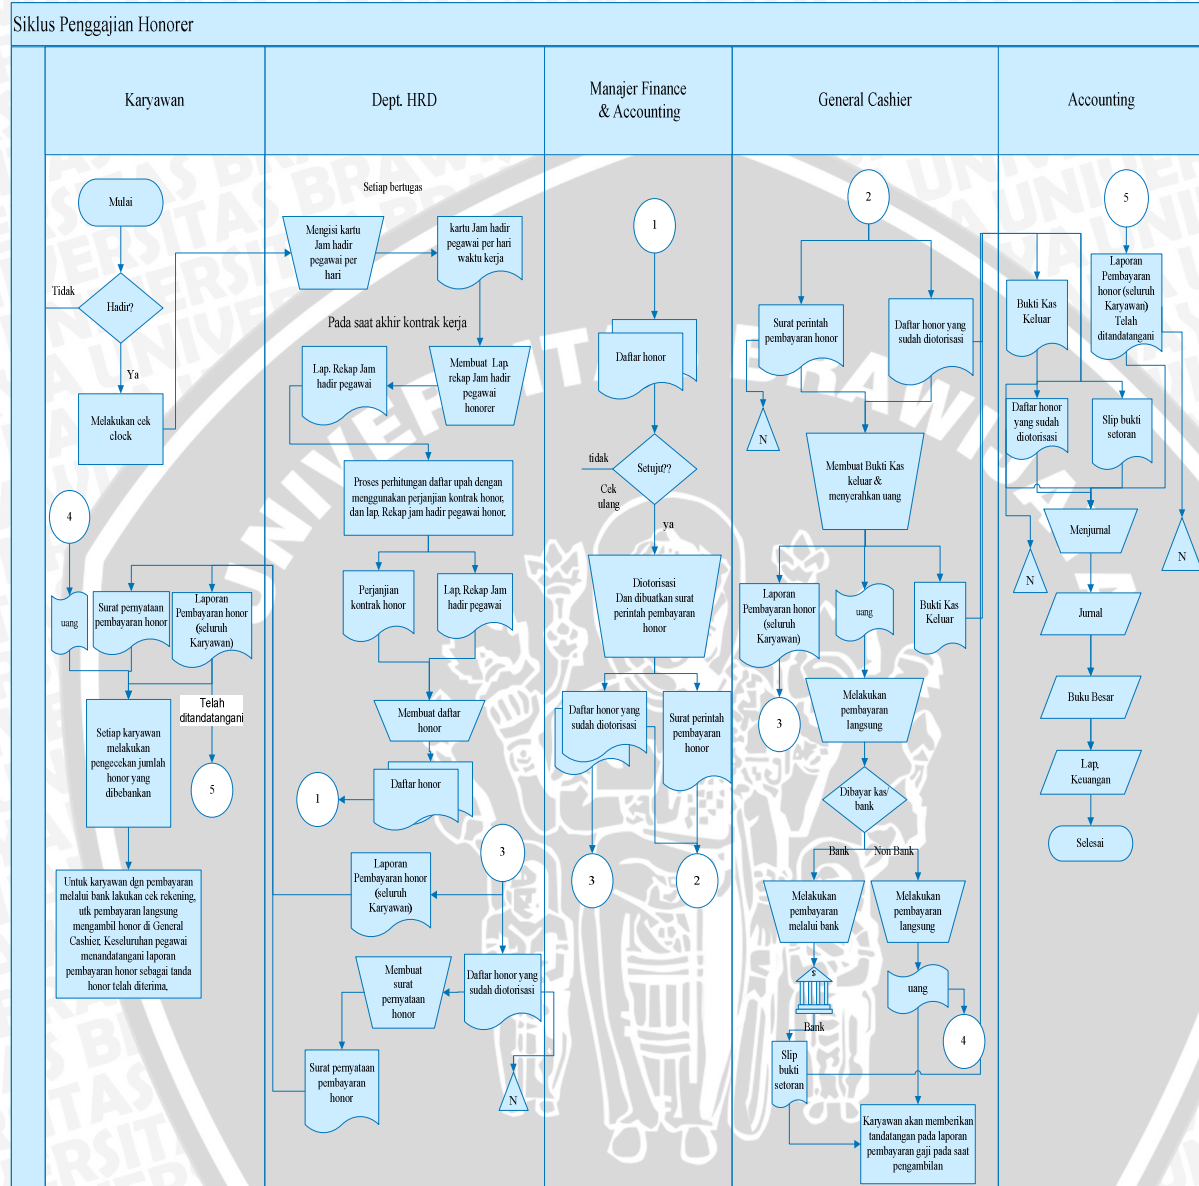 Siklus Penggajian Honorer
Karyawan
Dept. HRD
Manajer Finance
& Accounting
General Cashier
Accounting
Mulai
Hadir?
Tidak
Ya
Melakukan cek
clock
4
uang
Surat pernyataan
pembayaran honor
Laporan
Pembayaran honor
(seluruh
Karyawan)
Telah
ditandatangani
5
Setiap karyawan
melakukan
pengecekan jumlah
honor yang
dibebankan
Untuk karyawan dgn pembayaran
melalui bank lakukan cek rekening,
utk pembayaran langsung
mengambil honor di General
Cashier. Keseluruhan pegawai
menandatangani laporan
pembayaran honor sebagai tanda
honor telah diterima.
Setiap bertugas
Mengisi kartu
Jam hadir
pegawai per
hari
kartu Jam hadir
pegawai per hari
waktu kerja
Pada saat akhir kontrak kerja
Lap. Rekap Jam
hadir pegawai
Membuat Lap.
rekap Jam hadir
pegawai
honorer
Proses perhitungan daftar upah dengan
menggunakan perjanjian kontrak honor,
dan lap. Rekap jam hadir pegawai honor.
Perjanjian
kontrak honor
Lap. Rekap Jam
hadir pegawai
Membuat daftar
honor
Daftar honor
1
3
Laporan
Pembayaran honor
(seluruh
Karyawan)
Membuat
surat
pernyataan
honor
Daftar honor yang
sudah diotorisasi
Surat pernyataan
pembayaran
honor
N
1
Daftar honor
Setuju??
tidak
Cek
ulang
ya
Diotorisasi
Dan dibuatkan surat
perintah pembayaran
honor
Daftar honor yang
sudah diotorisasi
Surat perintah
pembayaran
honor
3
2
2
Surat perintah
pembayaran honor
Daftar honor yang
sudah diotorisasi
N
Membuat Bukti Kas
keluar &
menyerahkan uang
Laporan
Pembayaran honor
(seluruh
Karyawan)
uang
Bukti Kas
Keluar
3
Melakukan
pembayaran
langsung
Dibayar kas/
bank
Bank
Non Bank
Melakukan
pembayaran
melalui bank
Melakukan
pembayaran
langsung
$
Bank
uang
4
Slip
bukti
setoran
Karyawan akan memberikan
tandatangan pada laporan
pembayaran gaji pada saat
pengambilan
5
Bukti Kas
Keluar
Laporan
Pembayaran
honor (seluruh
Karyawan)
Telah
ditandatangani
Daftar honor
yang sudah
diotorisasi
Slip bukti
setoran
N
Menjurnal
N
Jurnal
Buku Besar
Lap.
Keuangan
Selesai
UNIVERSITAS BRAWIJAYA